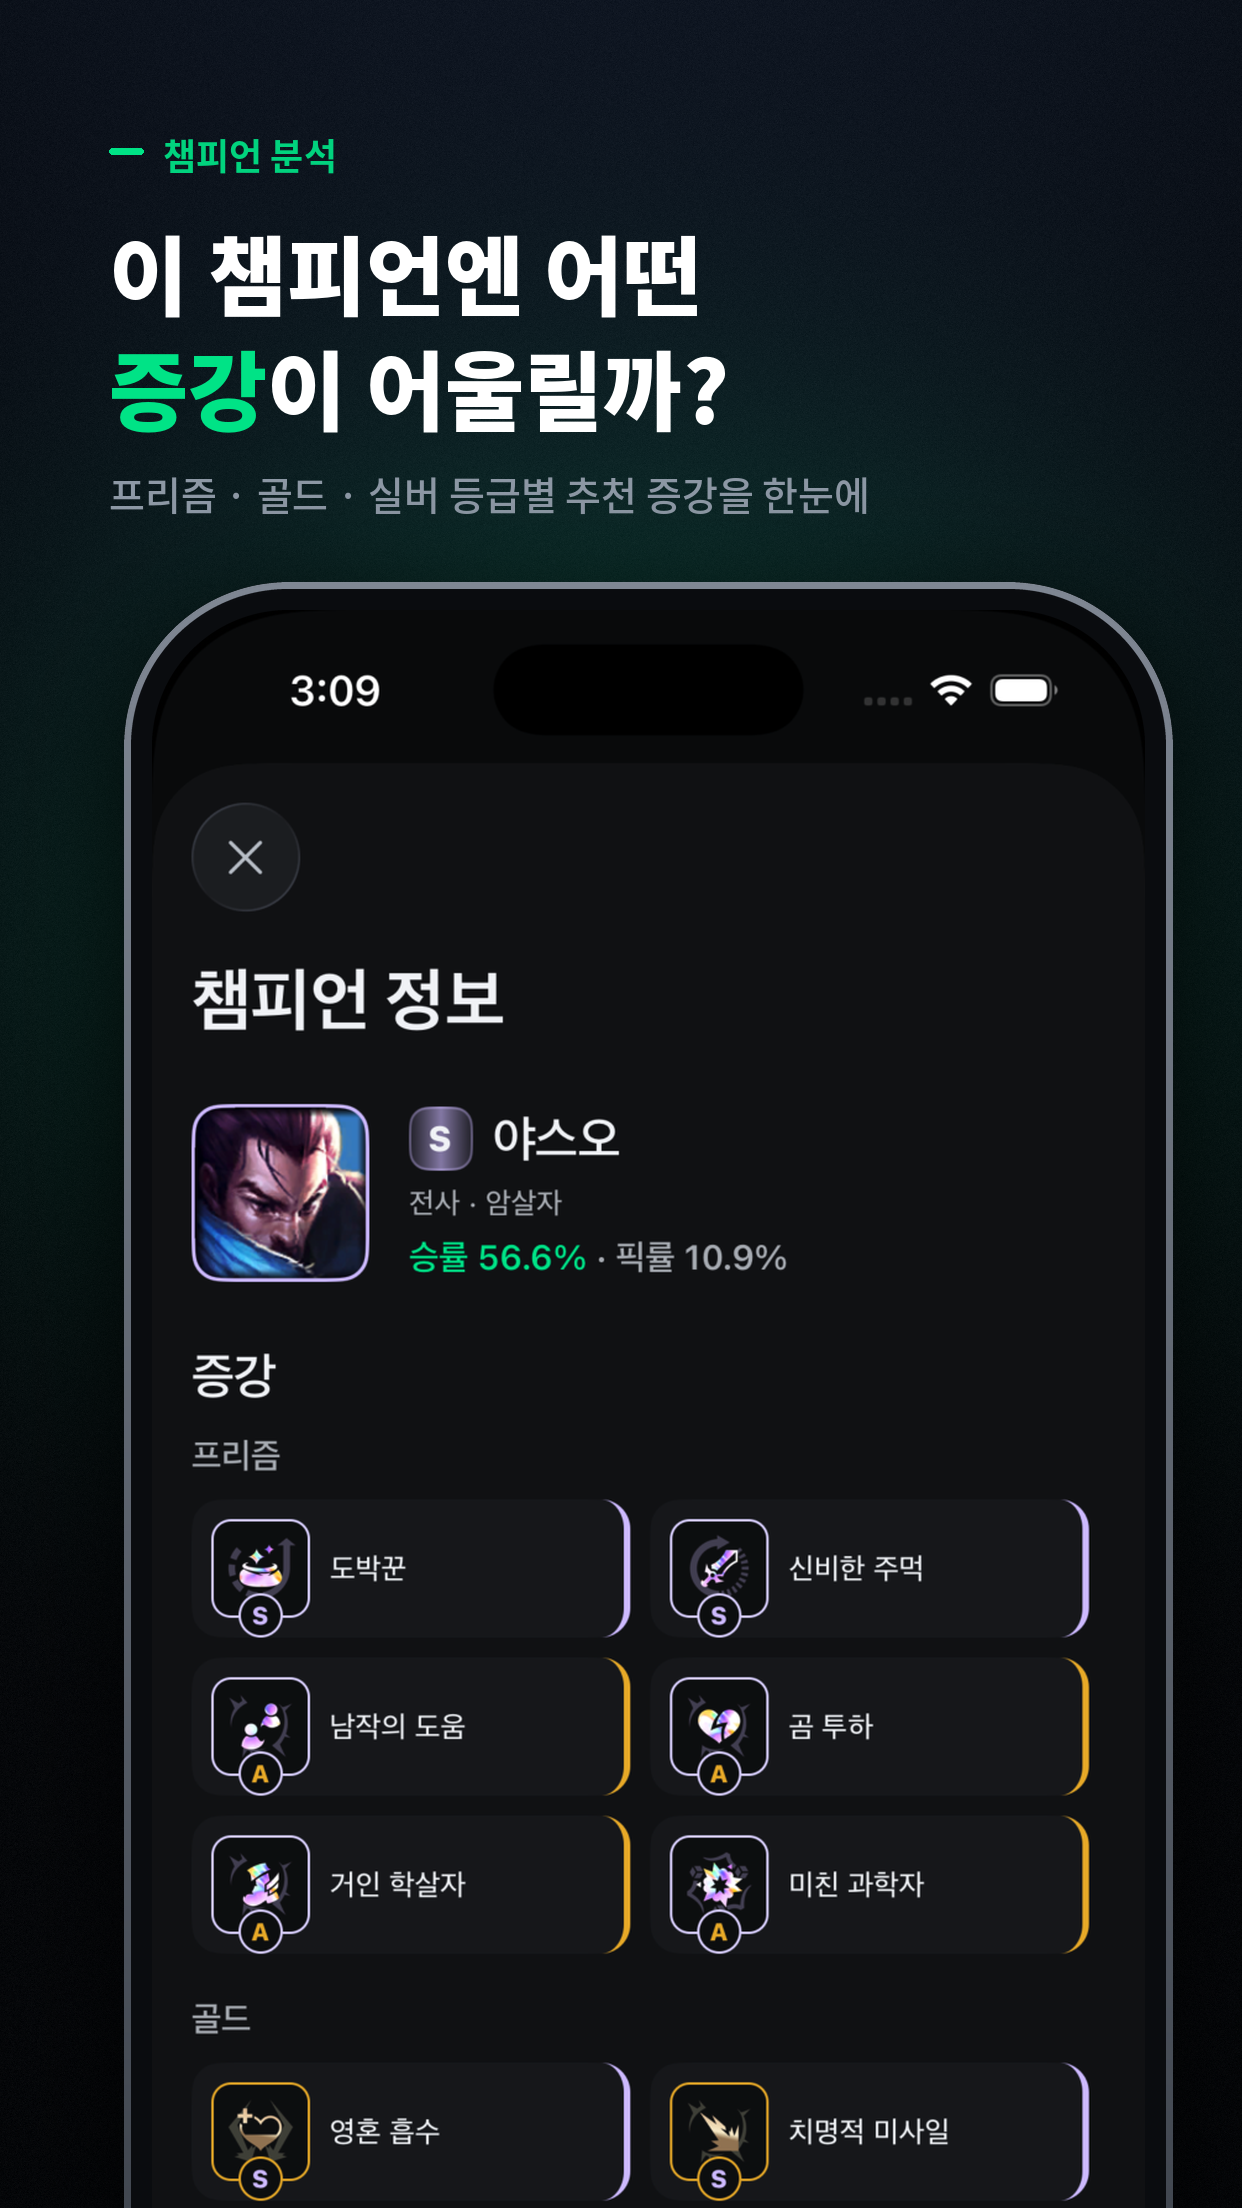 챔피언 분석
이 챔피언엔 어떤
증강이 어울릴까?
프리즘 · 골드 · 실버 등급별 추천 증강을 한눈에
3:09
챔피언 정보
S 야스오
전사 · 암살자
승률 56.6% · 픽률 10.9%
증강
프리즘
도박꾼
S
신비한 주먹
S
남작의 도움
A
곰 투하
A
거인 학살자
A
미친 과학자
A
골드
영혼 흡수
S
치명적 미사일
S